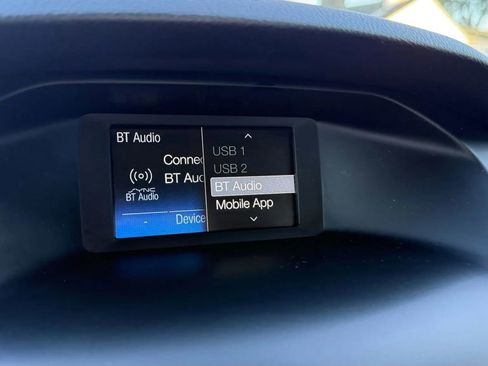 BT Audio
Connec
BT Aud
SYNC
BT Audio
- Device
USB 1
USB 2
BT Audio
Mobile App